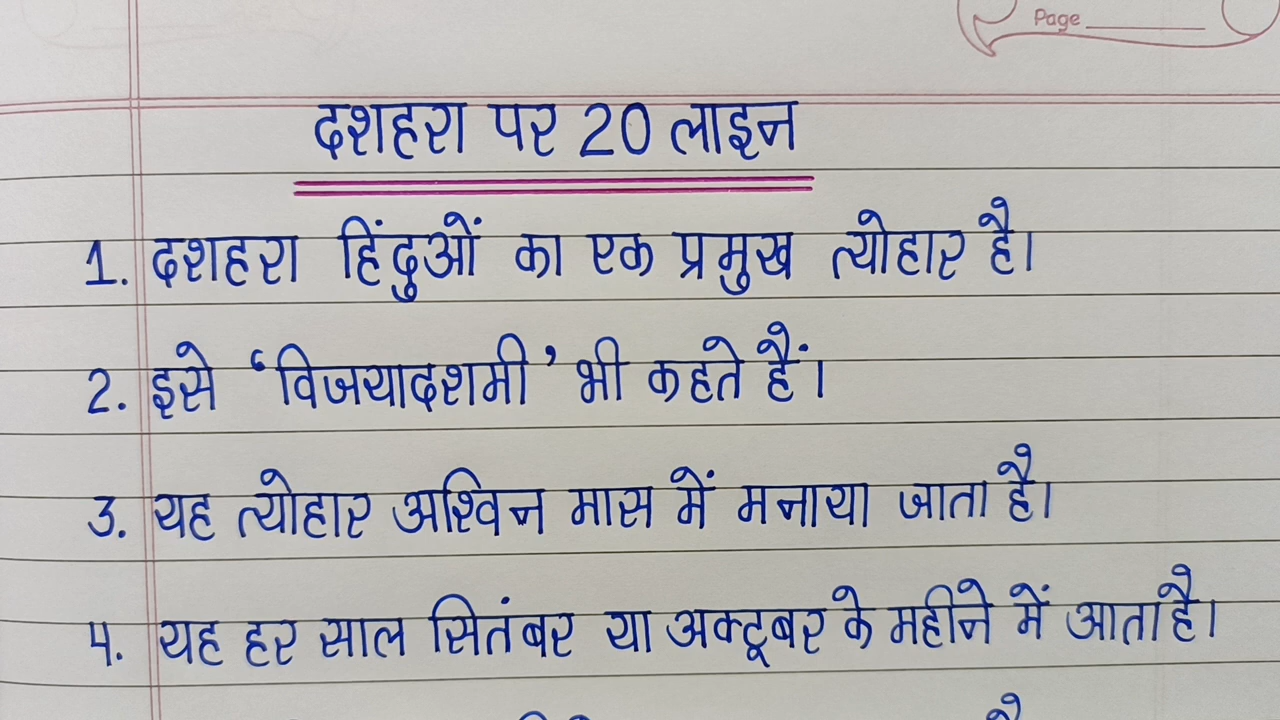 Page
दशहरा पर 20 लाइन
1. दशहरा हिंदुओं का एक प्रमुख त्योहार है।
2. इसे ‘विजयादशमी’ भी कहते हैं।
3. यह त्योहार अश्विन मास में मनाया जाता है।
4. यह हर साल सितंबर या अक्टूबर के महीने में आता है।